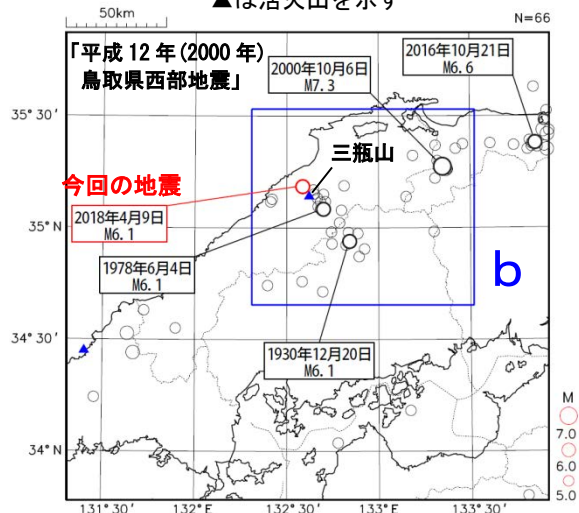 ▲は活火山を示す
50km
N=66
「平成 12 年(2000 年)
鳥取県西部地震」
2000年10月6日
M7.3
2016年10月21日
M6.6
35°30′
三瓶山
今回の地震
2018年4月9日
M6.1
35°N
1978年6月4日
M6.1
b
34°30′
1930年12月20日
M6.1
M
7.0
6.0
5.0
34°N
131°30′
132°E
132°30′
133°E
133°30′